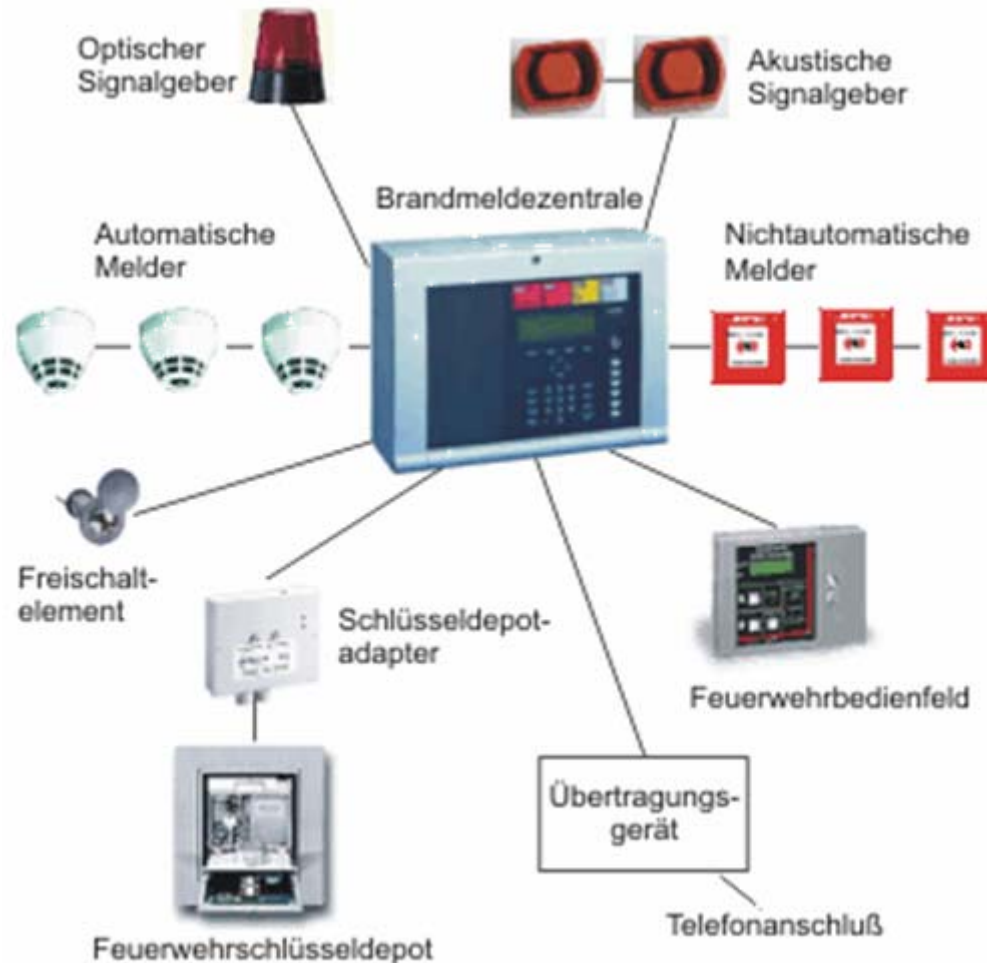 Optischer
Signalgeber
Akustische
Signalgeber
Brandmeldezentrale
Automatische
Melder
Nichtautomatische
Melder
Freischalt-
element
Schlüsseldepot-
adapter
Feuerwehrbedienfeld
Übertragungs-
gerät
Telefonanschluß
Feuerwehrschlüsseldepot